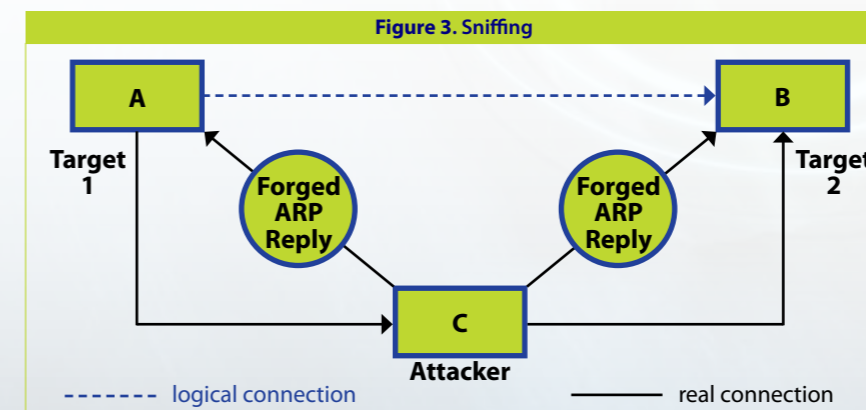 Figure 3. Sniffing
A
B
Target
1
Forged
ARP
Reply
Forged
ARP
Reply
Target
2
C
Attacker
logical connection
real connection